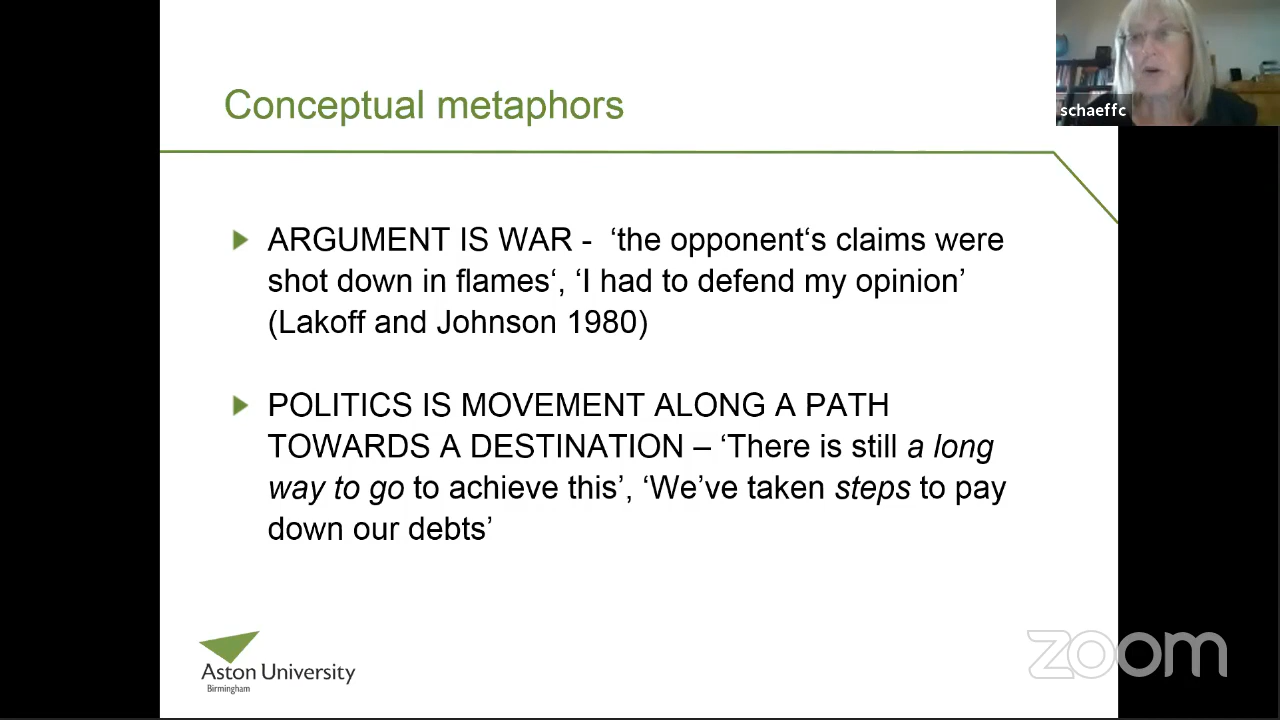 Conceptual metaphors
schaeffc
ARGUMENT IS WAR - ‘the opponent‘s claims were
shot down in flames‘, ‘I had to defend my opinion’
(Lakoff and Johnson 1980)
POLITICS IS MOVEMENT ALONG A PATH
TOWARDS A DESTINATION – ‘There is still a long
way to go to achieve this’, ‘We’ve taken steps to pay
down our debts’
Aston University
Birmingham
zoom